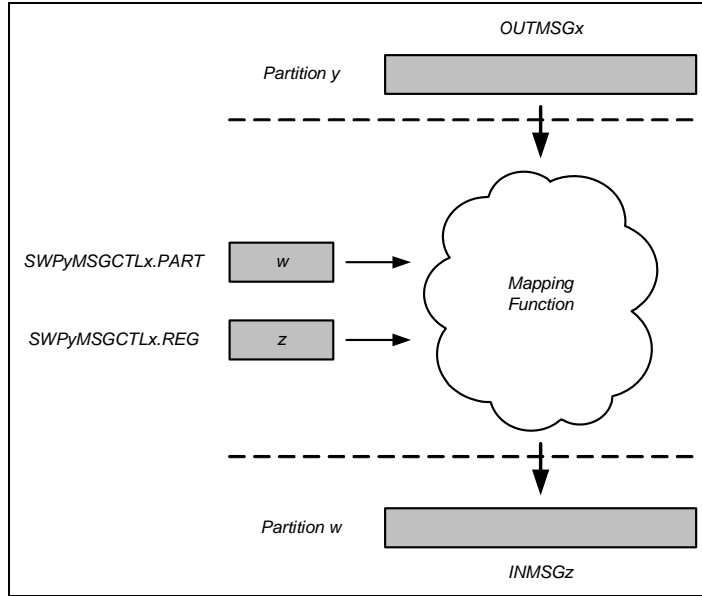 OUTMSGx
Partition y
SWPyMSGCTLx.PART
w
SWPyMSGCTLx.REG
z
Mapping
Function
Partition w
INMSGz